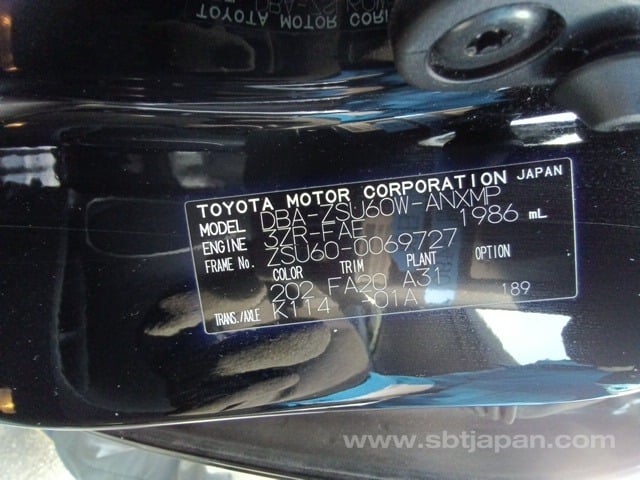 TOYOTA MOTOR CORPORATION JAPAN
MODEL DBA-ZSU60W-ANXMP
ENGINE 3ZR-FAE 1986 mL
FRAME No. ZSU60-0069727
COLOR TRIM PLANT OPTION
202 FA20 A31 189
TRANS./AXLE K114 -01A
www.sbtjapan.com